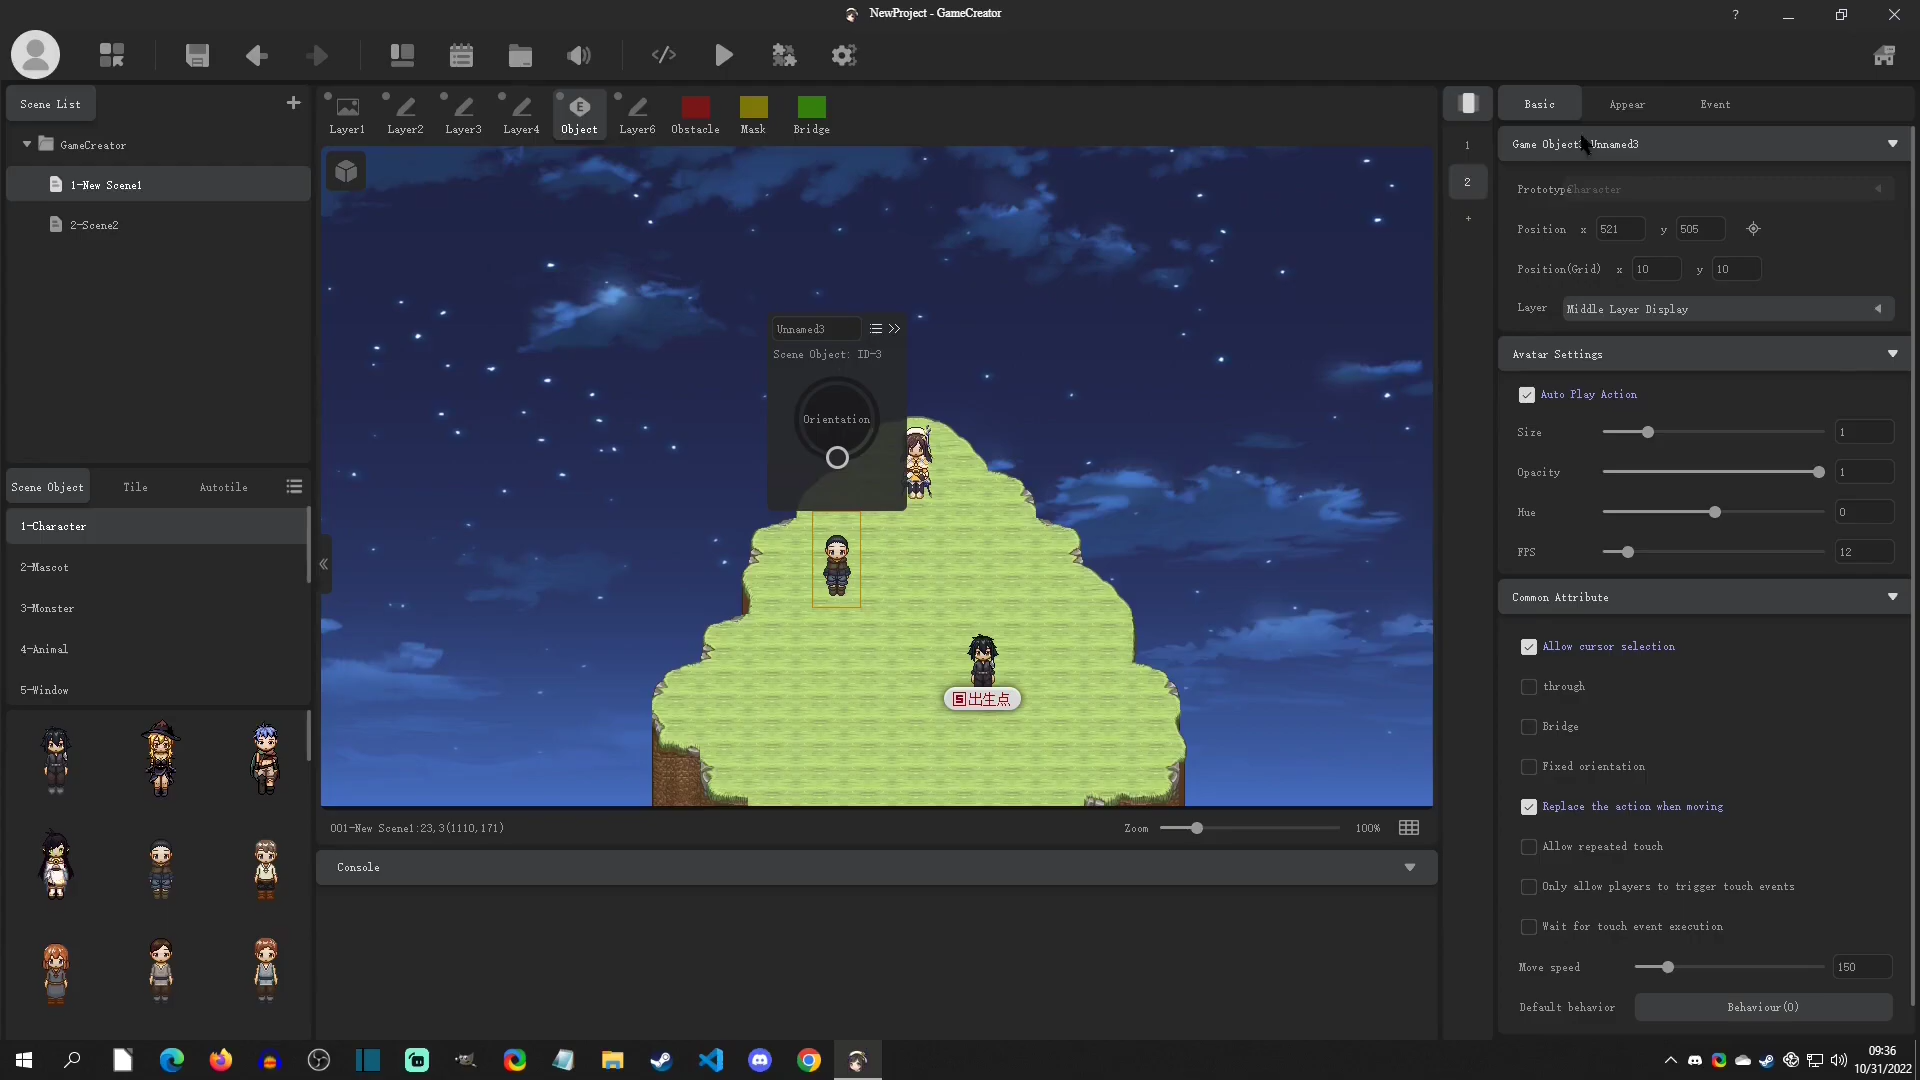 NewProject - GameCreator
?
Scene List
GameCreator
1-New Scene1
2-Scene2
Layer1
Layer2
Layer3
Layer4
E
Object
Layer6
Obstacle
Mask
Bridge
Unnamed3
Scene Object: ID-3
Orientation
S出生点
001-New Scene1:23,3(1110,171)
Zoom
100%
Console
Scene Object
Tile
Autotile
1-Character
2-Mascot
3-Monster
4-Animal
5-Window
1
2
+
Basic
Appear
Event
Game Object: Unnamed3
Prototype
Character
Position x 521 y 505
Position(Grid) x 10 y 10
Layer
Middle Layer Display
Avatar Settings
Auto Play Action
Size 1
Opacity 1
Hue 0
FPS 12
Common Attribute
Allow cursor selection
through
Bridge
Fixed orientation
Replace the action when moving
Allow repeated touch
Only allow players to trigger touch events
Wait for touch event execution
Move speed 150
Default behavior
Behaviour(0)
09:36
10/31/2022